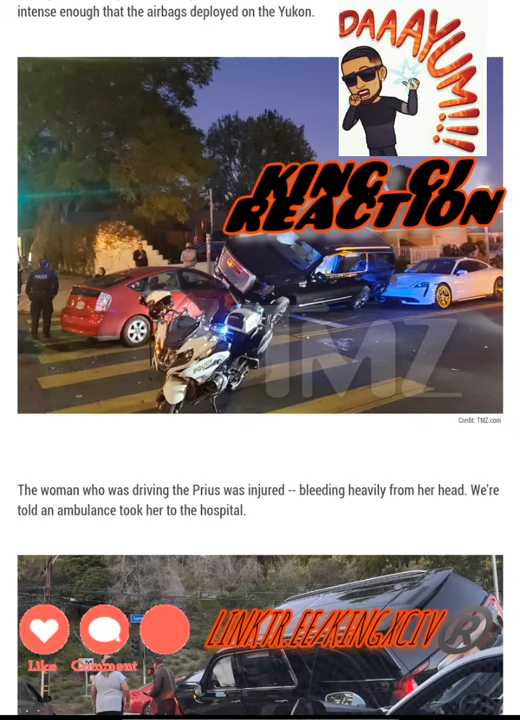 intense enough that the airbags deployed on the Yukon.
DAAAYUM!!!
KING CI
REACTION
POLICE
POLICE
TMZ
Credit: TMZ.com
The woman who was driving the Prius was injured -- bleeding heavily from her head. We're
told an ambulance took her to the hospital.
LINKTR.EE/KINGXCIV ®
Like Comment